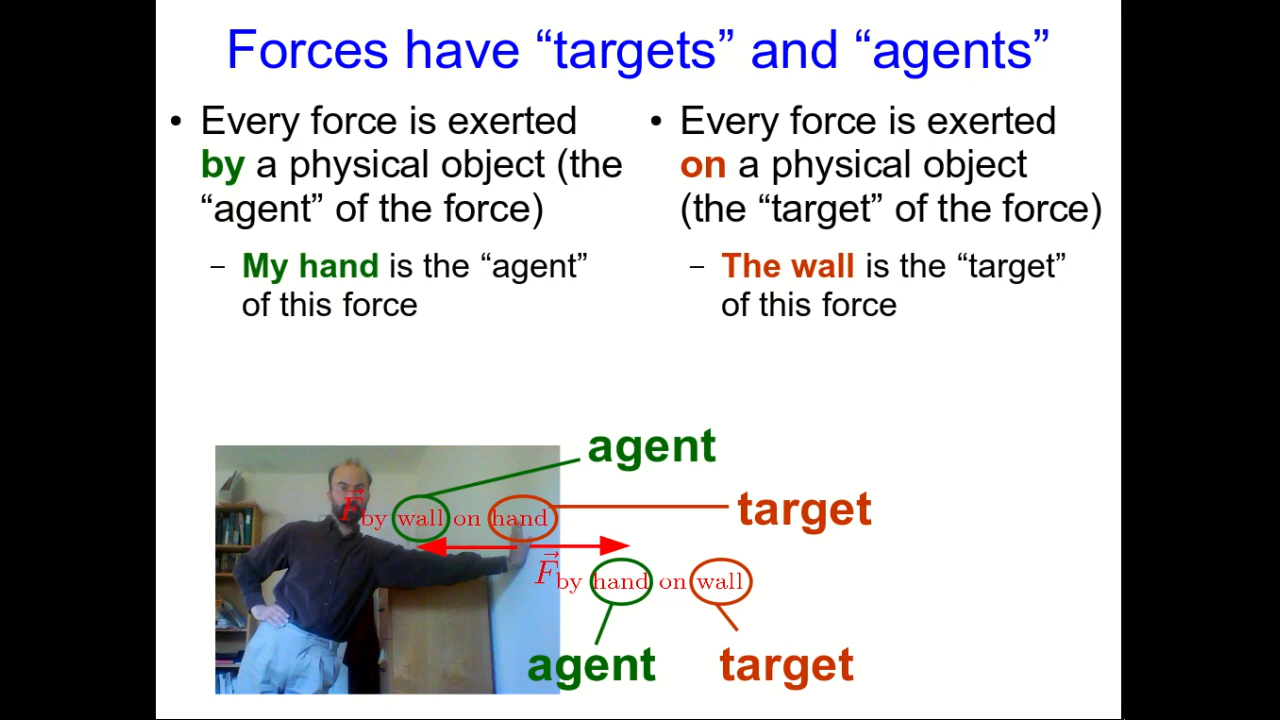 Forces have “targets” and “agents”
• Every force is exerted
by a physical object (the
“agent” of the force)
– My hand is the “agent”
of this force
• Every force is exerted
on a physical object
(the “target” of the force)
– The wall is the “target”
of this force
agent
target
F⃗by wall on hand
F⃗by hand on wall
agent target